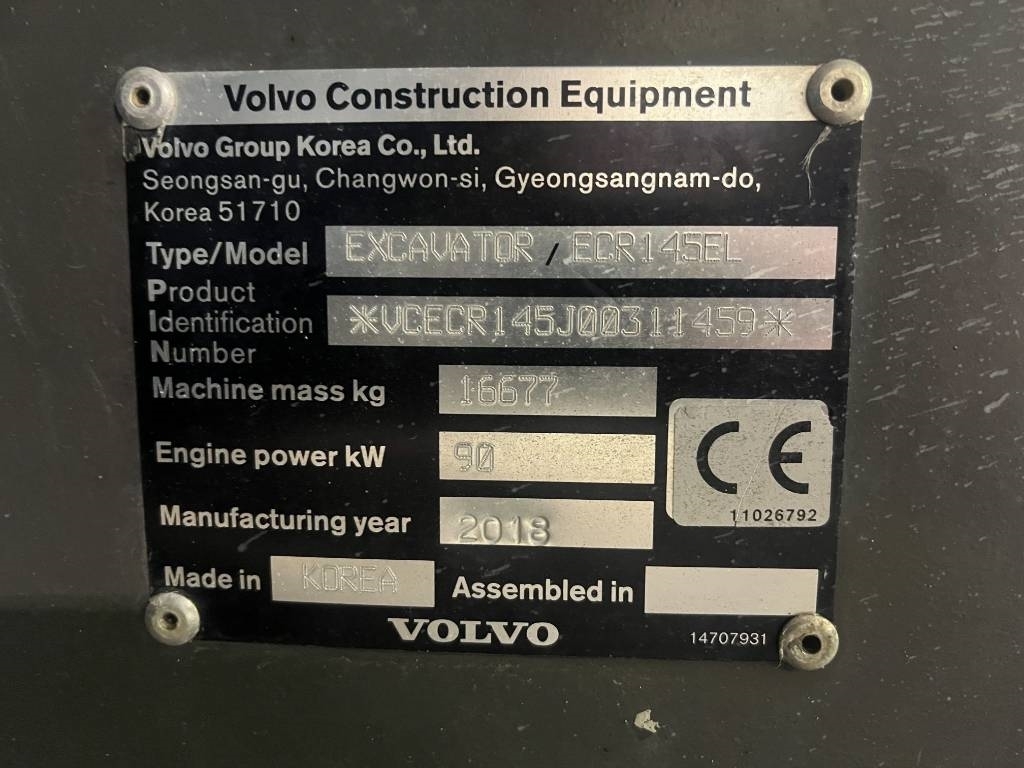 Volvo Construction Equipment
Volvo Group Korea Co., Ltd.
Seongsan-gu, Changwon-si, Gyeongsangnam-do,
Korea 51710
Type/Model EXCAVATOR / ECR145EL
Product
Identification *VCECR145J00311459*
Number
Machine mass kg 16677
Engine power kW 90
CE
11026792
Manufacturing year 2018
Made in KOREA Assembled in
VOLVO 14707931